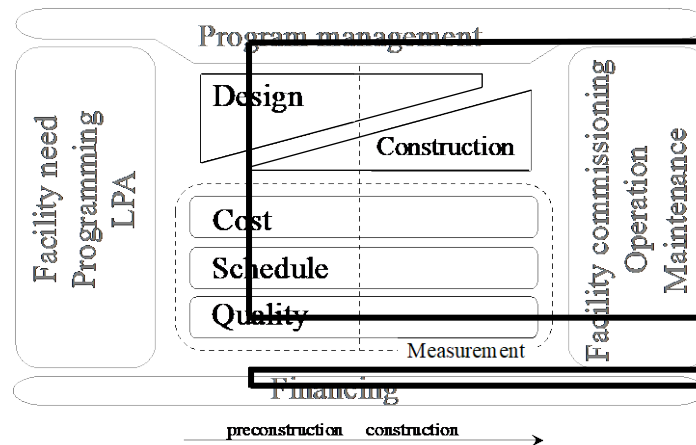 Program management
Facility need
Programming
LPA
Design
Construction
Cost
Schedule
Quality
Measurement
Facility commissioning
Operation
Maintenance
Financing
preconstruction construction